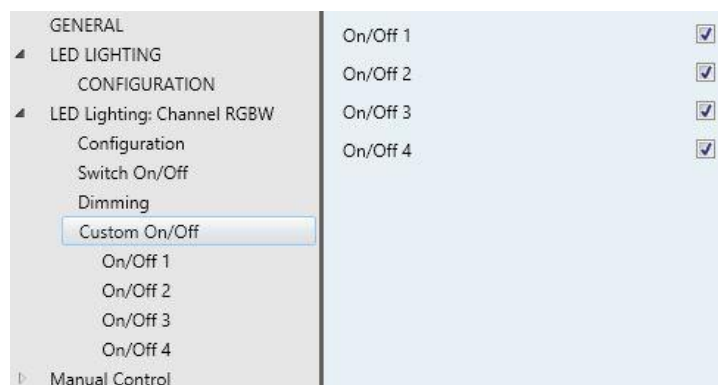 GENERAL
LED LIGHTING
CONFIGURATION
LED Lighting: Channel RGBW
Configuration
Switch On/Off
Dimming
Custom On/Off
On/Off 1
On/Off 2
On/Off 3
On/Off 4
Manual Control
On/Off 1
On/Off 2
On/Off 3
On/Off 4